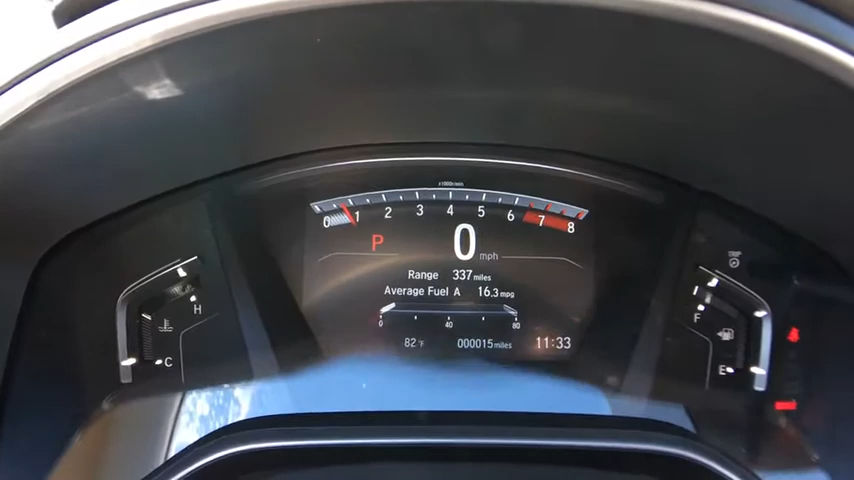 x1000r/min
0 1 2 3 4 5 6 7 8
P 0 mph
Range 337 miles
Average Fuel A 16.3 mpg
0 40 80
82 °F 000015 miles 11:33
H
C
F
E